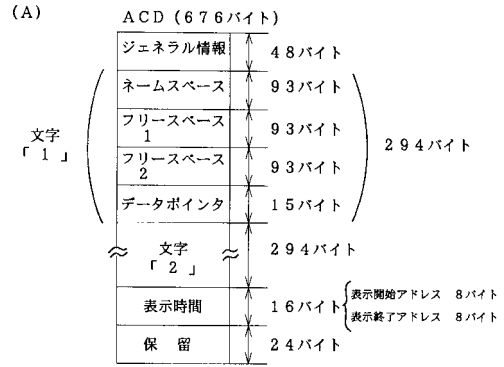 (A)
ACD (676バイト)
ジェネラル情報 48バイト
ネームスペース 93バイト
フリースペース 93バイト
1
フリースペース 93バイト
2
データポインタ 15バイト
文字
「1」
294バイト
文字 294バイト
「2」
表示時間 16バイト
表示開始アドレス 8バイト
表示終了アドレス 8バイト
保留 24バイト